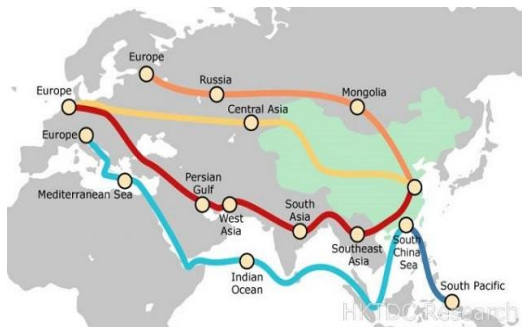 Europe
Russia
Mongolia
Europe
Central Asia
Europe
Mediterranean Sea
Persian
Gulf
West
Asia
South
Asia
Southeast
Asia
South
China
Sea
Indian
Ocean
South Pacific
HKTDC Research